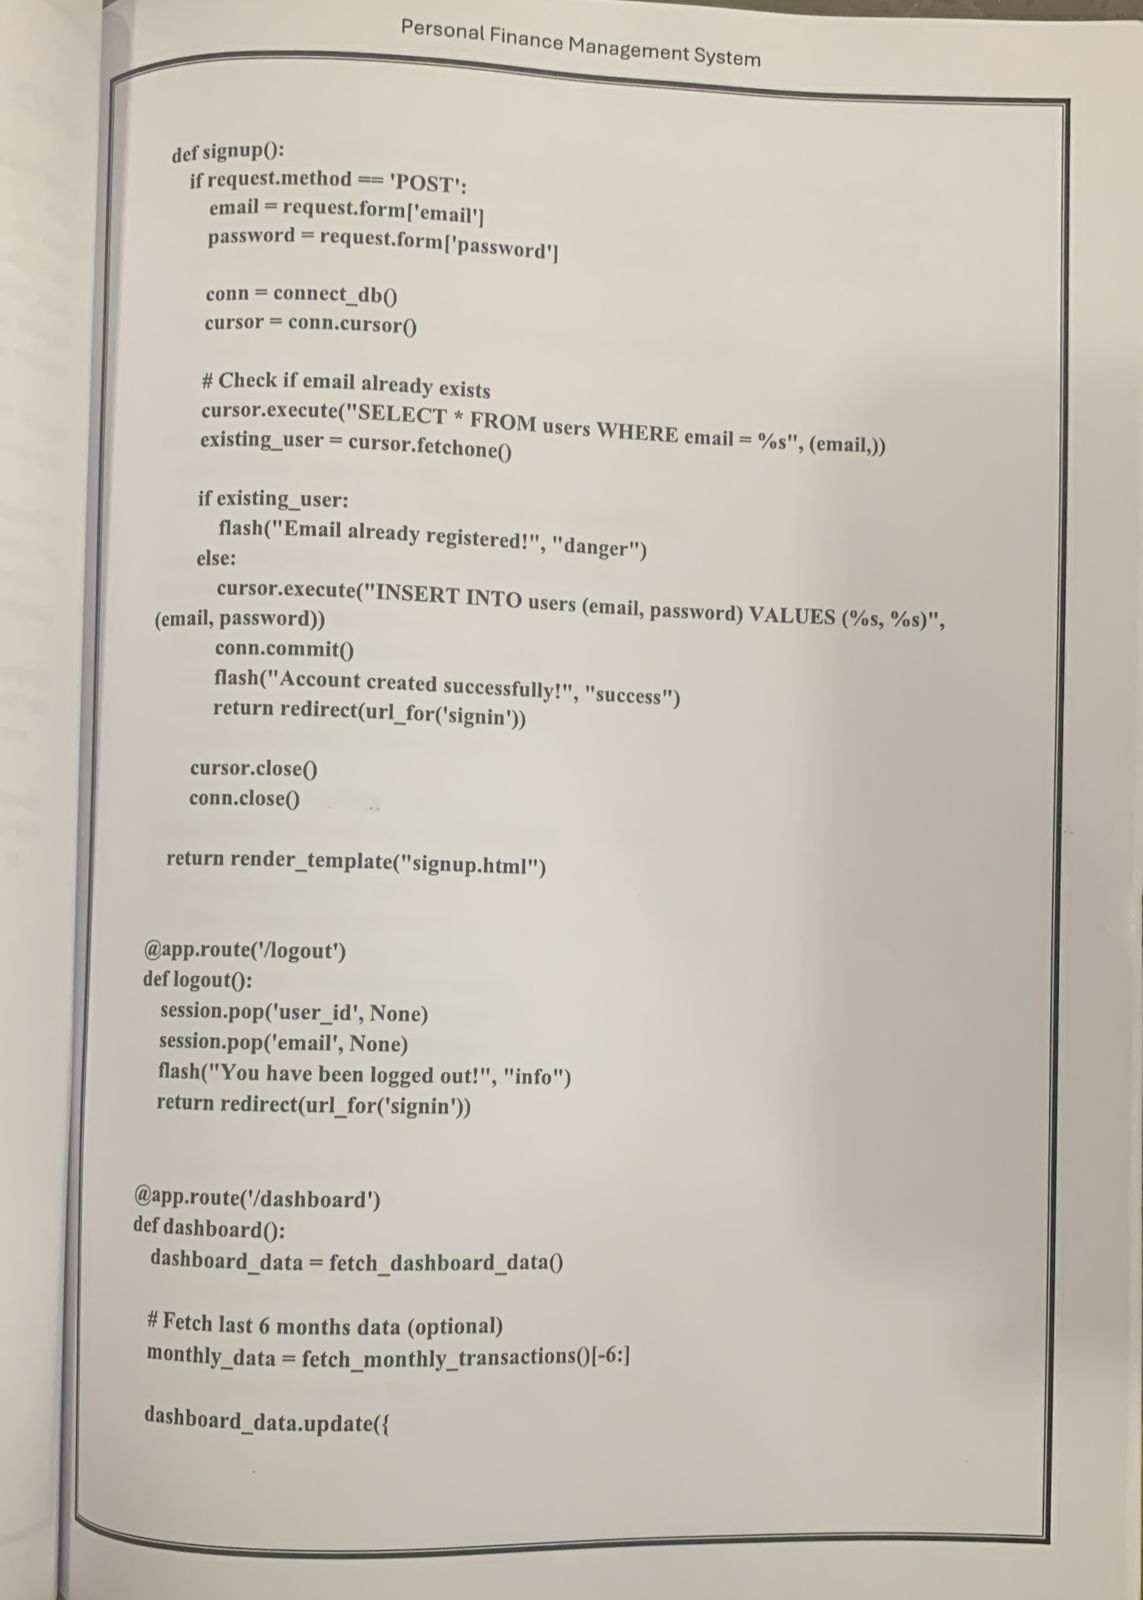 Personal Finance Management System
def signup():
if request.method == 'POST':
email = request.form['email']
password = request.form['password']
conn = connect_db()
cursor = conn.cursor()
# Check if email already exists
cursor.execute("SELECT * FROM users WHERE email = %s", (email,))
existing_user = cursor.fetchone()
if existing_user:
flash("Email already registered!", "danger")
else:
cursor.execute("INSERT INTO users (email, password) VALUES (%s, %s)",
(email, password))
conn.commit()
flash("Account created successfully!", "success")
return redirect(url_for('signin'))
cursor.close()
conn.close()
return render_template("signup.html")
@app.route('/logout')
def logout():
session.pop('user_id', None)
session.pop('email', None)
flash("You have been logged out!", "info")
return redirect(url_for('signin'))
@app.route('/dashboard')
def dashboard():
dashboard_data = fetch_dashboard_data()
# Fetch last 6 months data (optional)
monthly_data = fetch_monthly_transactions()[-6:]
dashboard_data.update({